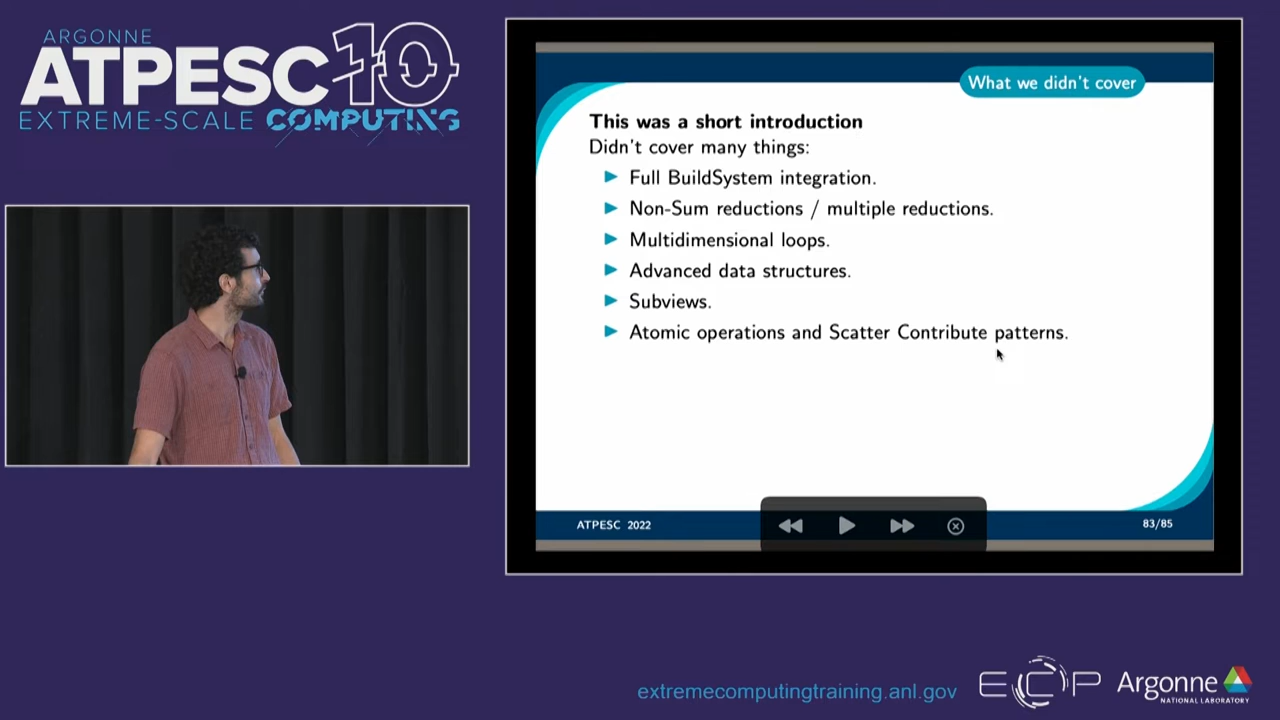 ARGONNE
ATPESC10
EXTREME-SCALE COMPUTING
What we didn't cover
This was a short introduction
Didn't cover many things:
Full BuildSystem integration.
Non-Sum reductions / multiple reductions.
Multidimensional loops.
Advanced data structures.
Subviews.
Atomic operations and Scatter Contribute patterns.
ATPESC 2022
83/85
extremecomputingtraining.anl.gov
ECP
Argonne
NATIONAL LABORATORY